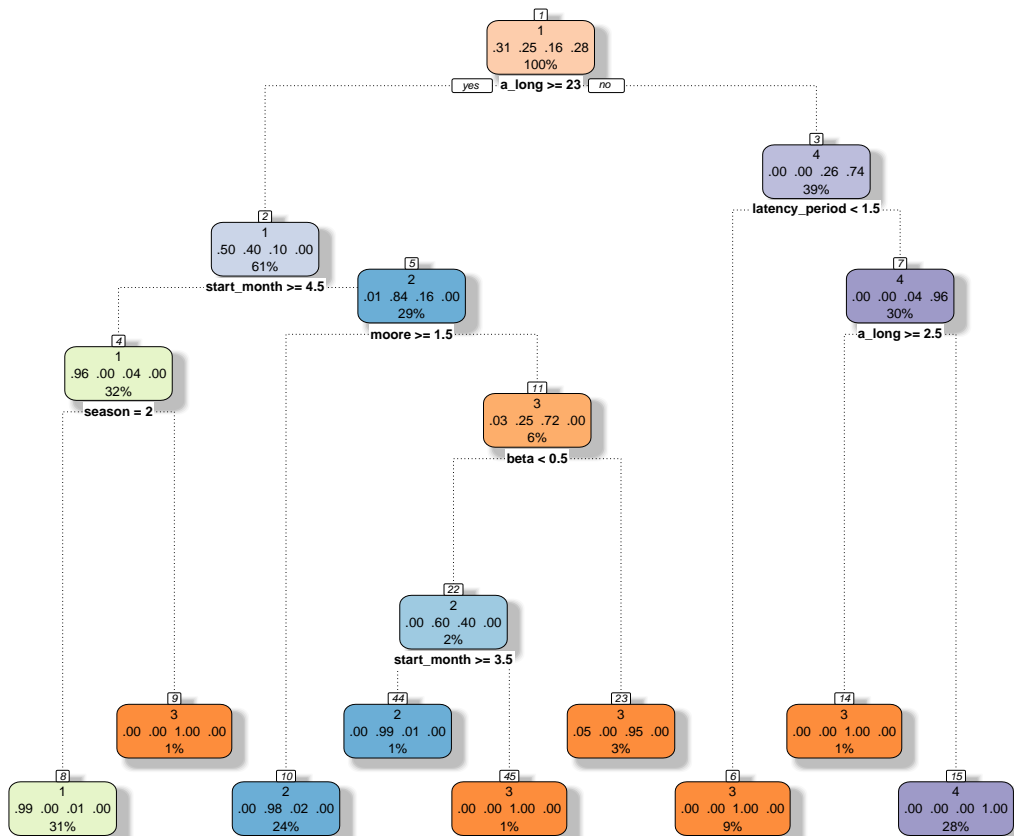 1
1
.31 .25 .16 .28
100%
yes a_long >= 23 no
3
4
.00 .00 .26 .74
39%
latency_period < 1.5
2
1
.50 .40 .10 .00
61%
start_month >= 4.5
5
2
.01 .84 .16 .00
29%
moore >= 1.5
7
4
.00 .00 .04 .96
30%
a_long >= 2.5
4
1
.96 .00 .04 .00
32%
season = 2
11
3
.03 .25 .72 .00
6%
beta < 0.5
22
2
.00 .60 .40 .00
2%
start_month >= 3.5
9
3
.00 .00 1.00 .00
1%
44
2
.00 .99 .01 .00
1%
23
3
.05 .00 .95 .00
3%
14
3
.00 .00 1.00 .00
1%
8
1
.99 .00 .01 .00
31%
10
2
.00 .98 .02 .00
24%
45
3
.00 .00 1.00 .00
1%
6
3
.00 .00 1.00 .00
9%
15
4
.00 .00 .00 1.00
28%